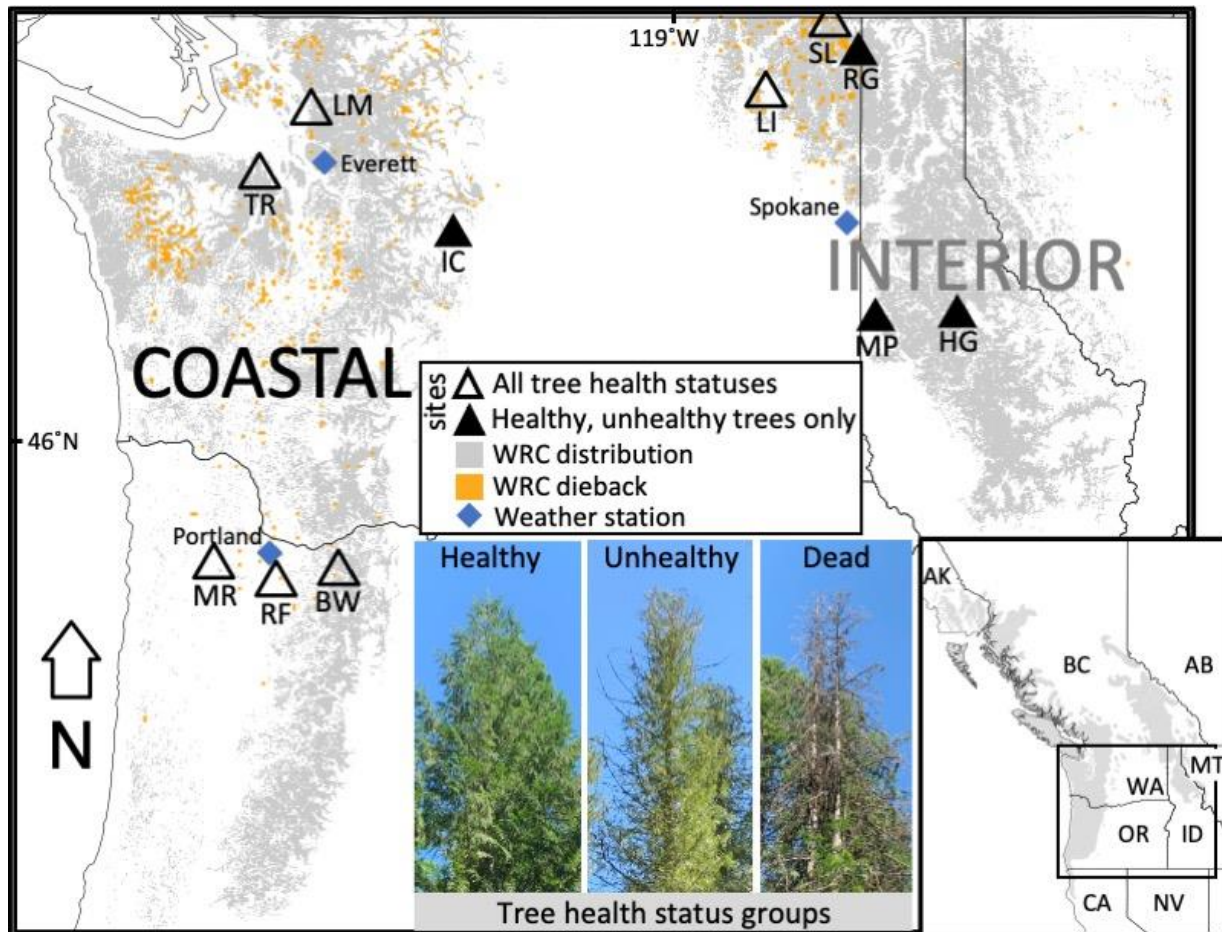 119°W
SL
RG
LI
LM
Everett
TR
IC
Spokane
INTERIOR
MP
HG
COASTAL
sites
All tree health statuses
Healthy, unhealthy trees only
WRC distribution
WRC dieback
Weather station
46°N
Portland
MR
RF
BW
N
Healthy
Unhealthy
Dead
Tree health status groups
AK
BC
AB
MT
WA
OR
ID
CA
NV